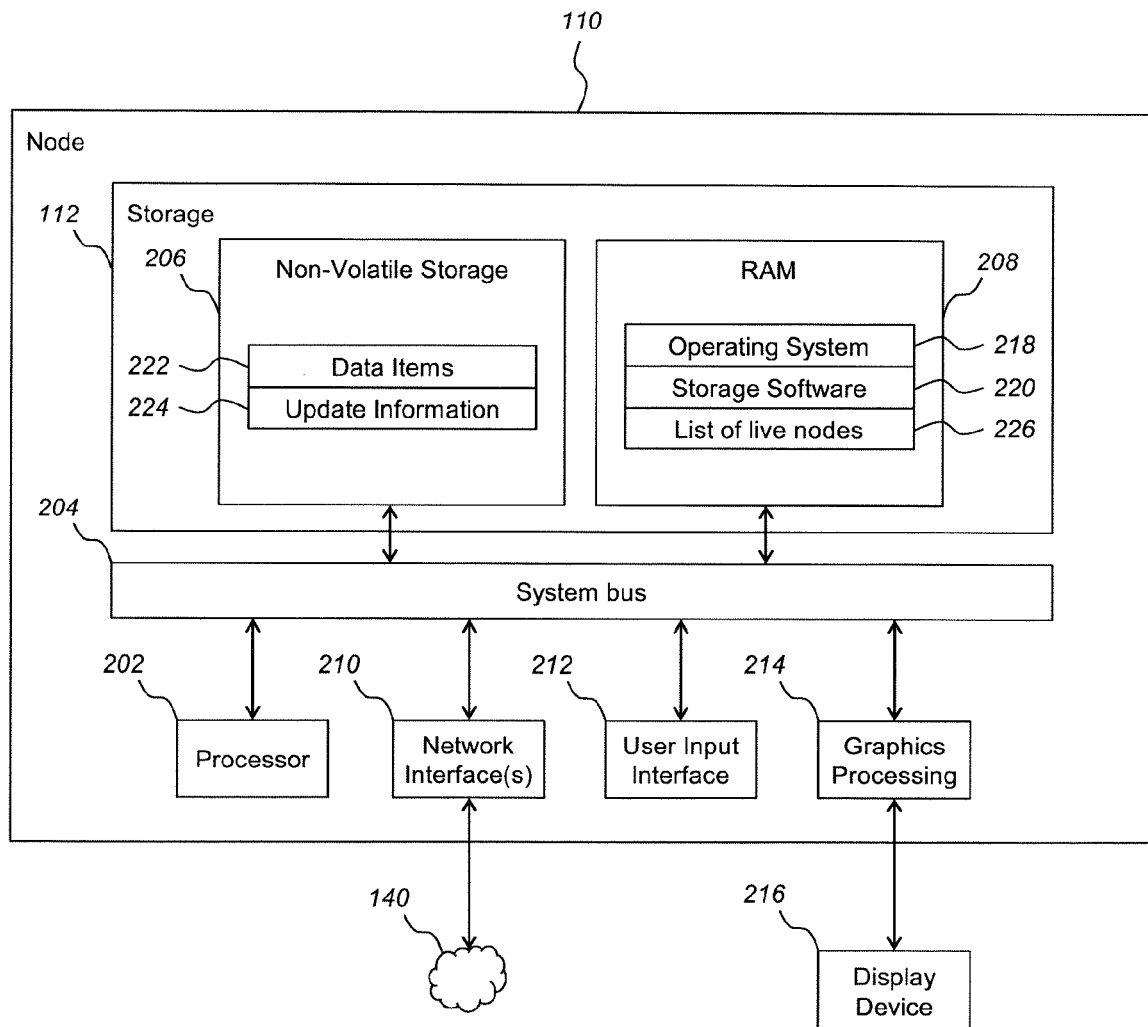 110
Node
112
Storage
206
Non-Volatile Storage
RAM
208
222
Data Items
224
Update Information
Operating System
218
Storage Software
220
List of live nodes
226
204
System bus
202
210
212
214
Processor
Network
Interface(s)
User Input
Interface
Graphics
Processing
140
216
Display
Device